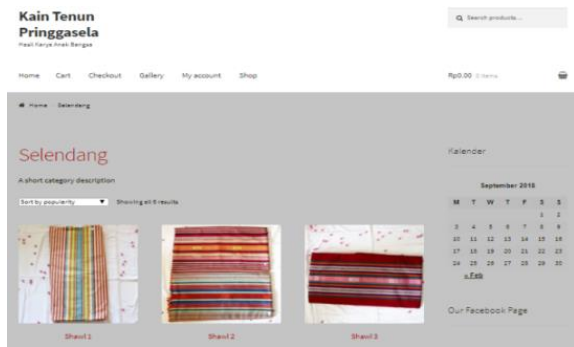 Kain Tenun
Pringgasela
Hasil Karya Anak Bangsa
Search products...
Home Cart Checkout Gallery My account Shop
Rp0.00 0 items
Home Selendang
Selendang
A short category description
Sort by popularity
Showing all 6 results
Shawl 1
Shawl 2
Shawl 3
Kalender
September 2018
M T W T F S S
1 2
3 4 5 6 7 8 9
10 11 12 13 14 15 16
17 18 19 20 21 22 23
24 25 26 27 28 29 30
« Feb
Our Facebook Page